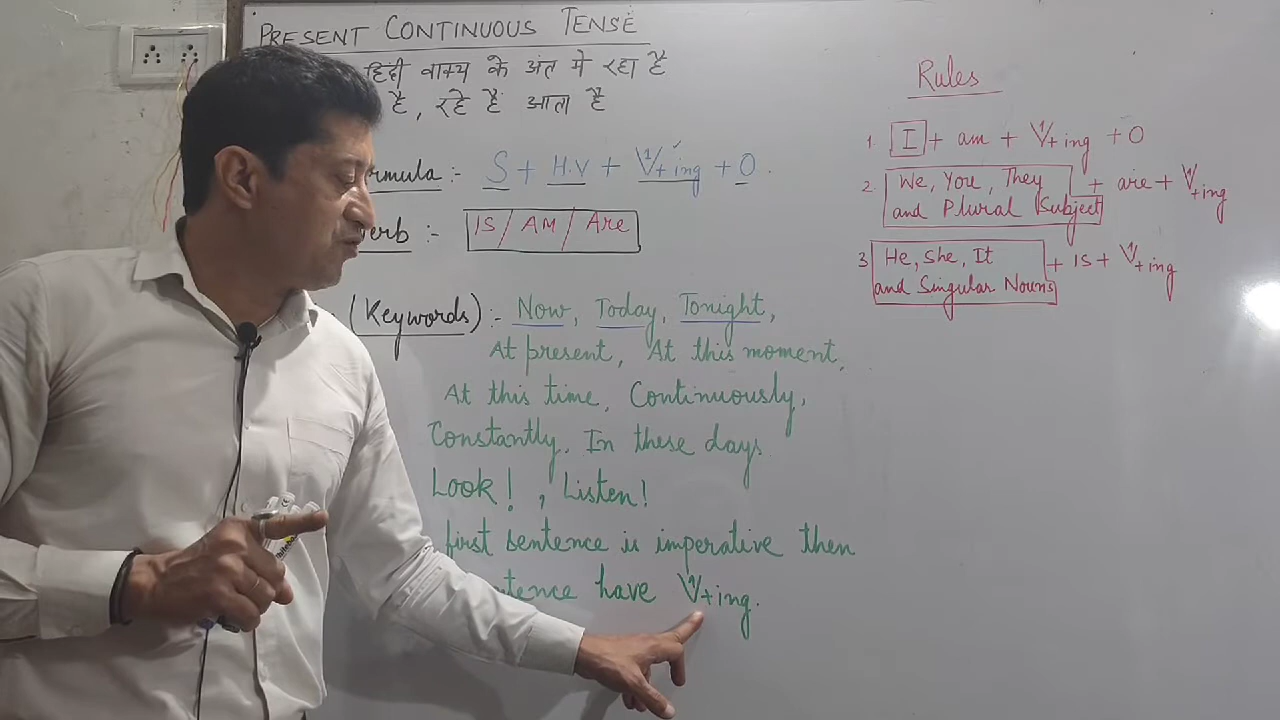 PRESENT CONTINUOUS TENSE
हिंदी वाक्य के अंत मे रहा है
है, रहे हैं आता है
Formula :- S + H.V + V¹+ing + O.
Verb :- IS / AM / Are
(Keywords) :- Now, Today, Tonight,
At present, At this moment,
At this time, Continuously,
Constantly, In these days.
Look!, Listen!
first sentence is imperative then
sentence have V¹+ing.
Rules
1. I + am + V¹+ing + O
2. We, You, They and Plural Subject + are + V¹+ing
3. He, She, It and Singular Nouns + is + V¹+ing